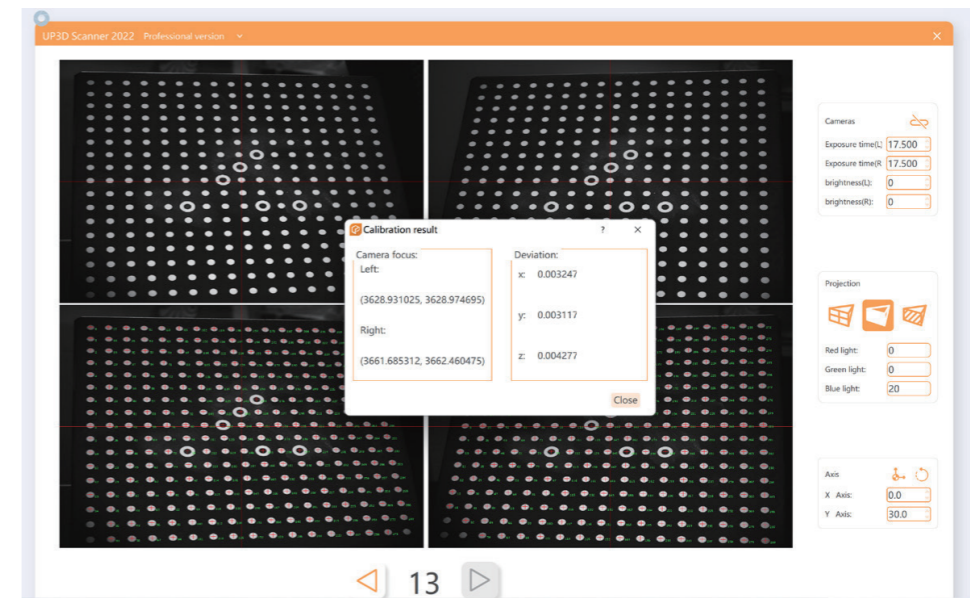 UP3D Scanner 2022 Professional version
Cameras
Exposure time(L:
17.500
Exposure time(R
17.500
brightness(L):
0
brightness(R):
0
Calibration result
?
Camera focus:
Left:
(3628.931025, 3628.974695)
Right:
(3661.685312, 3662.460475)
Deviation:
x: 0.003247
y: 0.003117
z: 0.004277
Close
Projection
Red light:
0
Green light:
0
Blue light:
20
Axis
X Axis:
0.0
Y Axis:
30.0
13